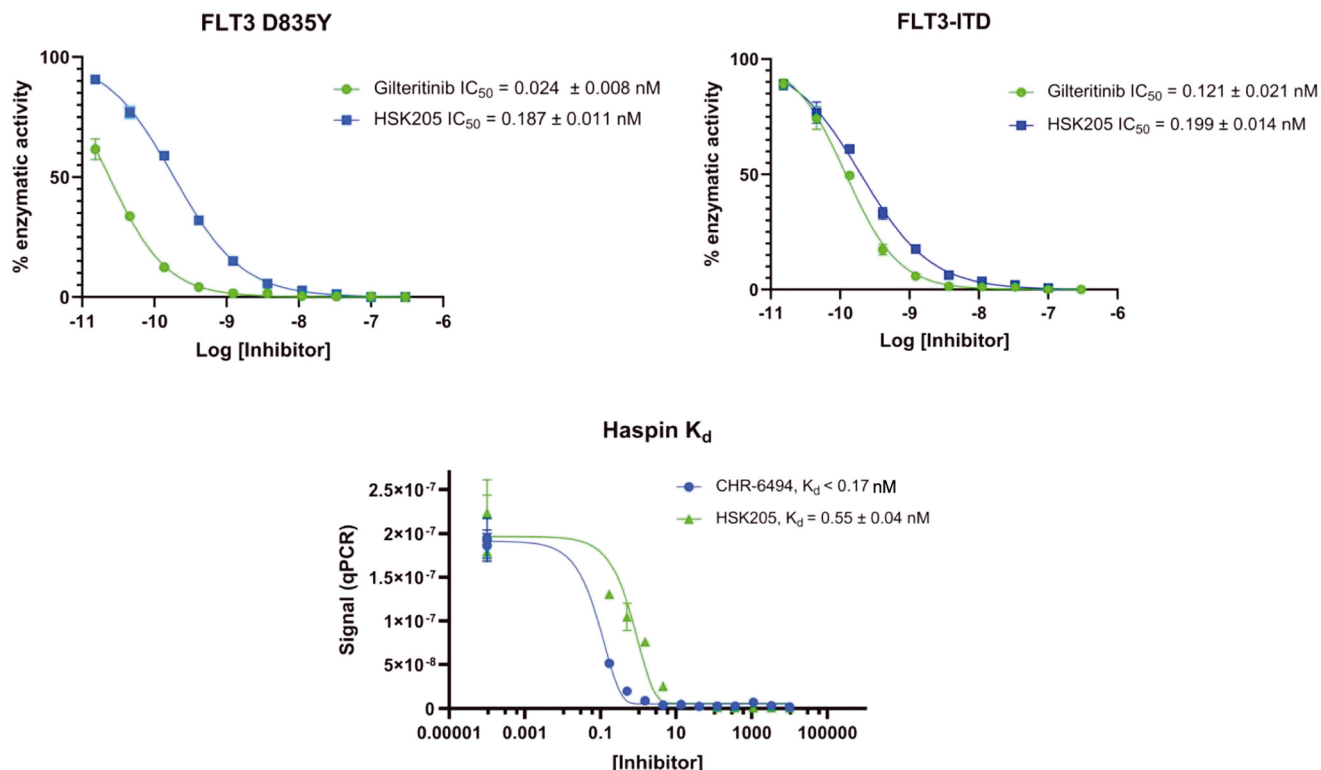 FLT3 D835Y
% enzymatic activity
100
50
0
-11 -10 -9 -8 -7 -6
Log [Inhibitor]
Gilteritinib IC50 = 0.024 ± 0.008 nM
HSK205 IC50 = 0.187 ± 0.011 nM
FLT3-ITD
% enzymatic activity
100
50
0
-11 -10 -9 -8 -7 -6
Log [Inhibitor]
Gilteritinib IC50 = 0.121 ± 0.021 nM
HSK205 IC50 = 0.199 ± 0.014 nM
Haspin Kd
Signal (qPCR)
2.5×10-7
2×10-7
1.5×10-7
1×10-7
5×10-8
0
0.00001 0.001 0.1 10 1000 100000
[Inhibitor]
CHR-6494, Kd < 0.17 nM
HSK205, Kd = 0.55 ± 0.04 nM